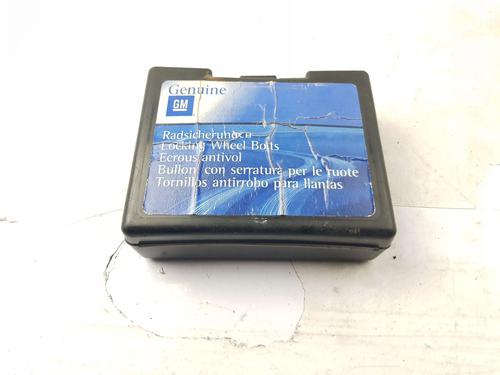 Genuine
GM
Radsicherungen
Locking Wheel Bolts
Ecrous antivol
Bulloni con serratura per le ruote
Tornillos antirrobo para llantas